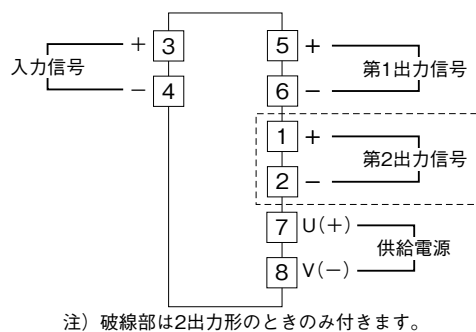 入力信号
+ 3
− 4
5 +
6 −
第1出力信号
1 +
2 −
第2出力信号
7 U(+)
8 V(−)
供給電源
注）破線部は2出力形のときのみ付きます。